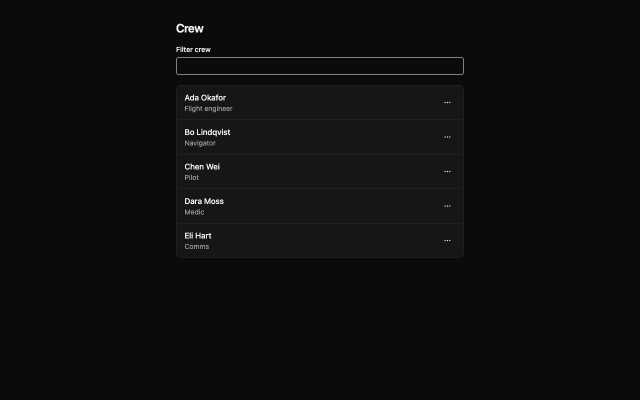 Crew
Filter crew
Ada Okafor
Flight engineer
...
Bo Lindqvist
Navigator
...
Chen Wei
Pilot
...
Dara Moss
Medic
...
Eli Hart
Comms
...